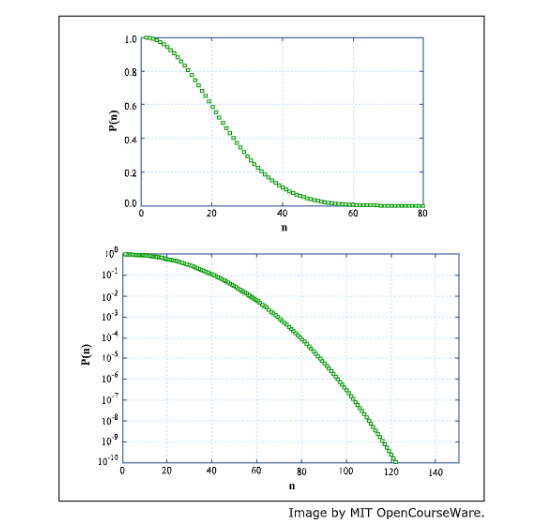 1.0
0.8
0.6
0.4
0.2
0.0
P(n)
0 20 40 60 80
n
10⁰
10⁻¹
10⁻²
10⁻³
10⁻⁴
10⁻⁵
10⁻⁶
10⁻⁷
10⁻⁸
10⁻⁹
10⁻¹⁰
P(n)
0 20 40 60 80 100 120 140
n
Image by MIT OpenCourseWare.